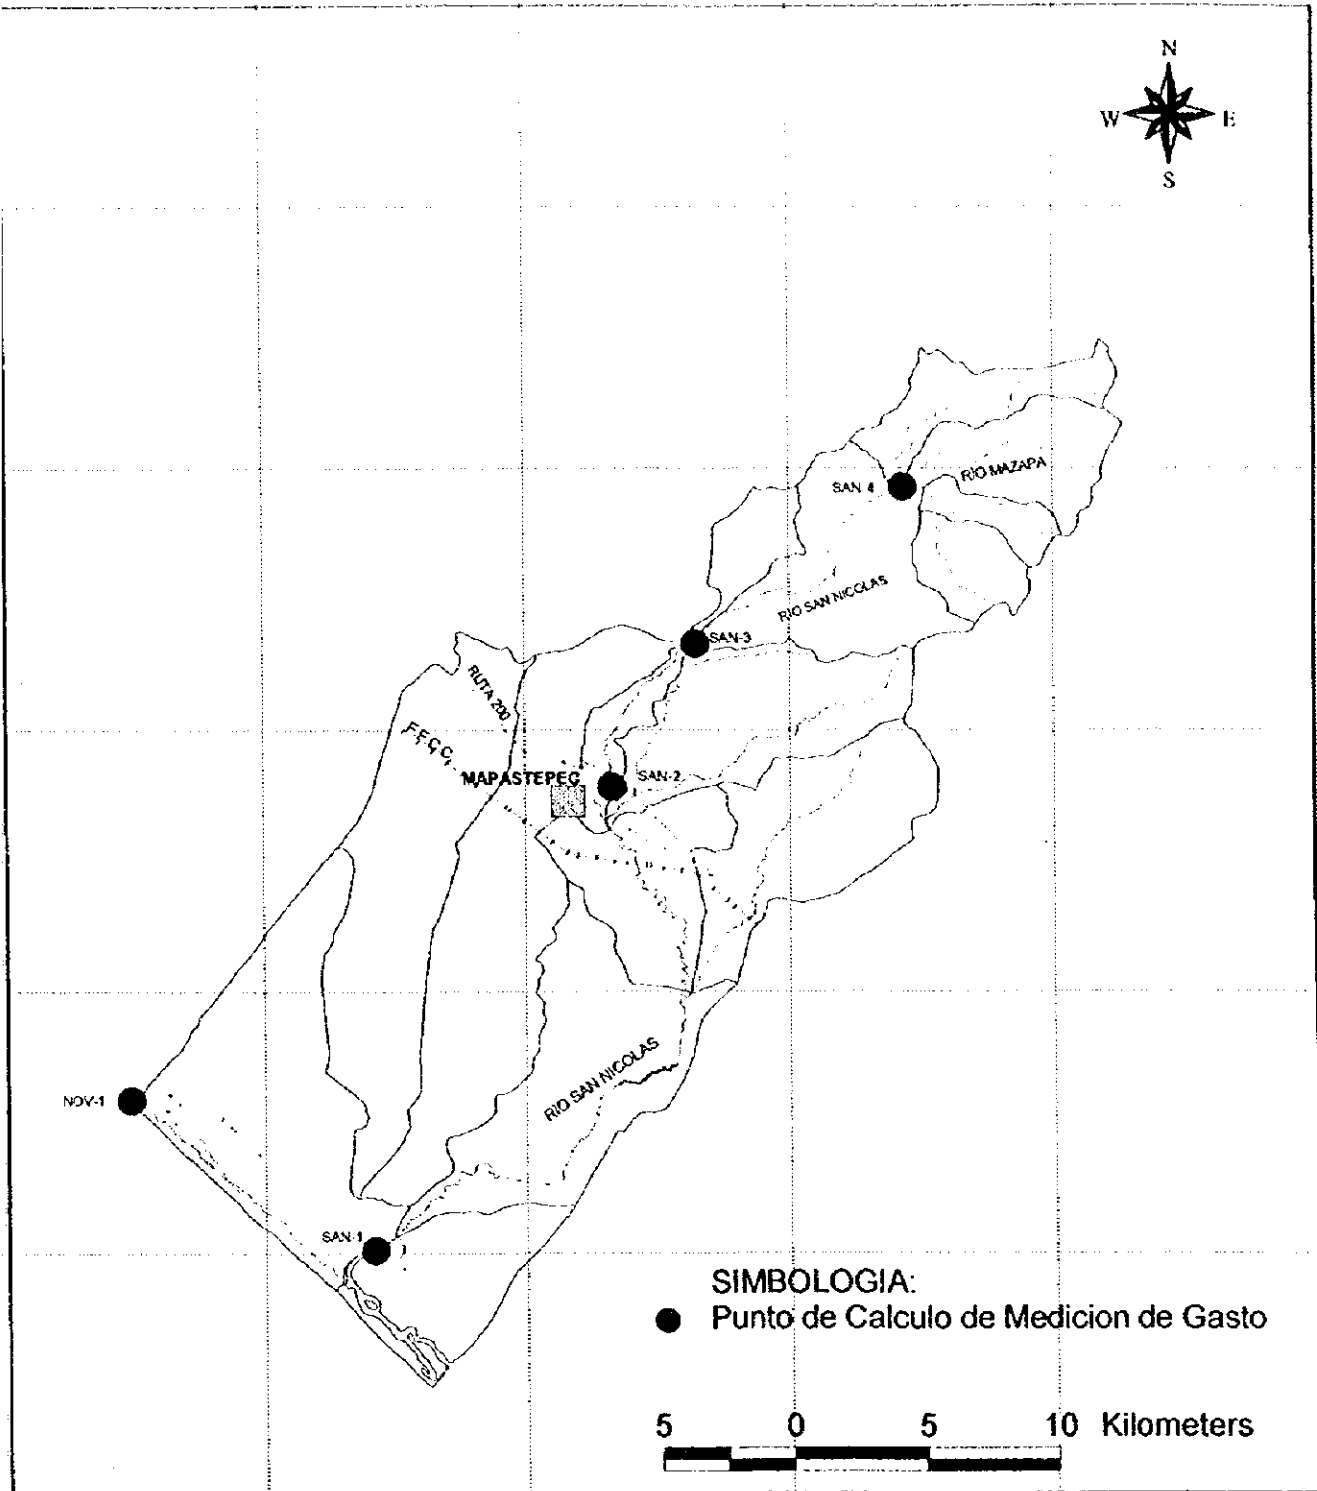 N
W E
S
RIO MAZAPA
SAN-4
RIO SAN NICOLAS
SAN-3
RUTA 200
F.F.C.C.
MAPASTEPEC
SAN-2
RIO SAN NICOLAS
NOV-1
SAN-1
SIMBOLOGIA:
Punto de Calculo de Medicion de Gasto
5 0 5 10 Kilometers